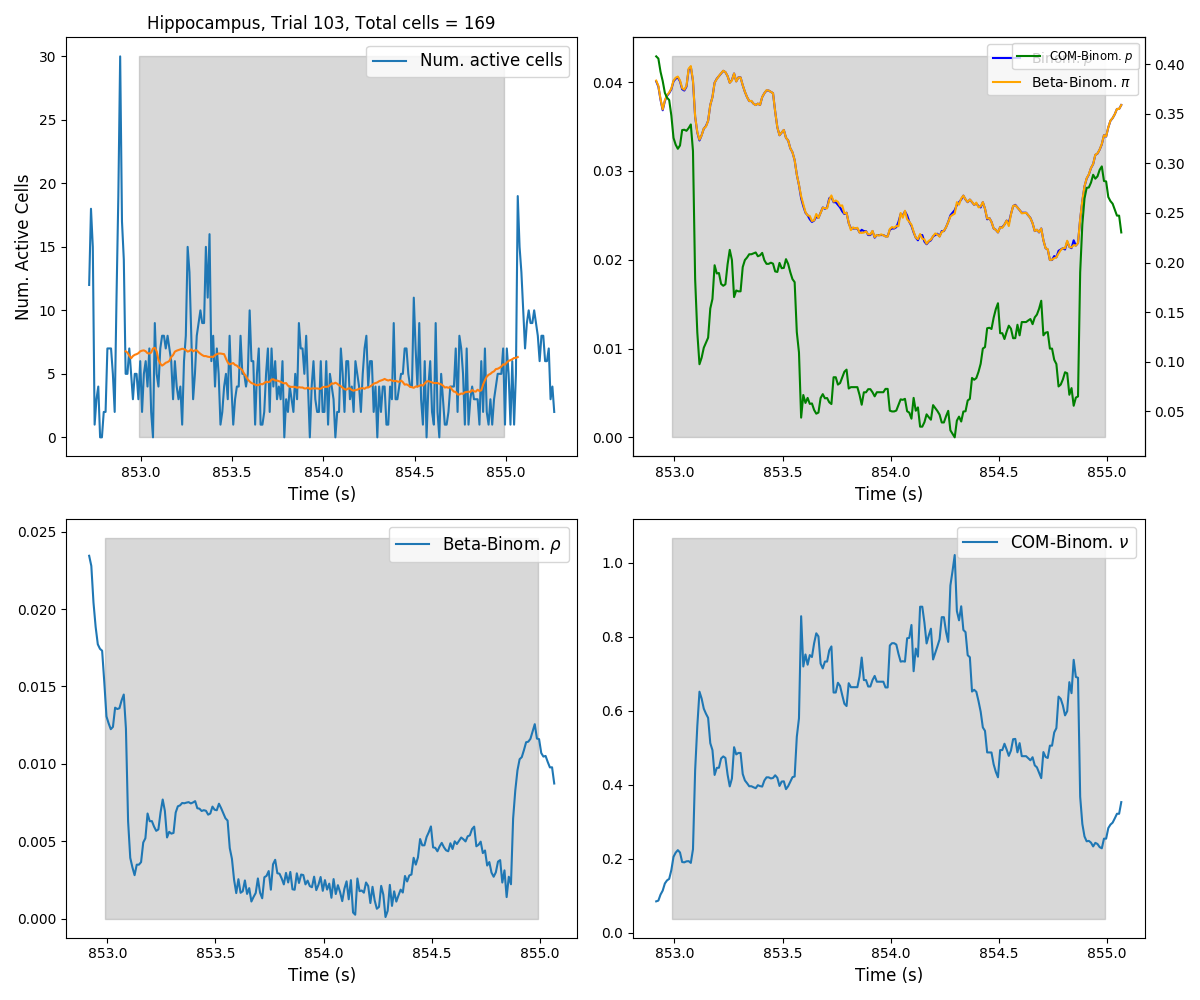 Hippocampus, Trial 103, Total cells = 169
Num. active cells
30
25
20
15
10
5
0
Num. Active Cells
853.0 853.5 854.0 854.5 855.0
Time (s)
COM-Binom. p
Beta-Binom. π
0.04
0.03
0.02
0.01
0.00
0.40
0.35
0.30
0.25
0.20
0.15
0.10
0.05
853.0 853.5 854.0 854.5 855.0
Time (s)
Beta-Binom. ρ
0.025
0.020
0.015
0.010
0.005
0.000
853.0 853.5 854.0 854.5 855.0
Time (s)
COM-Binom. ν
1.0
0.8
0.6
0.4
0.2
0.0
853.0 853.5 854.0 854.5 855.0
Time (s)